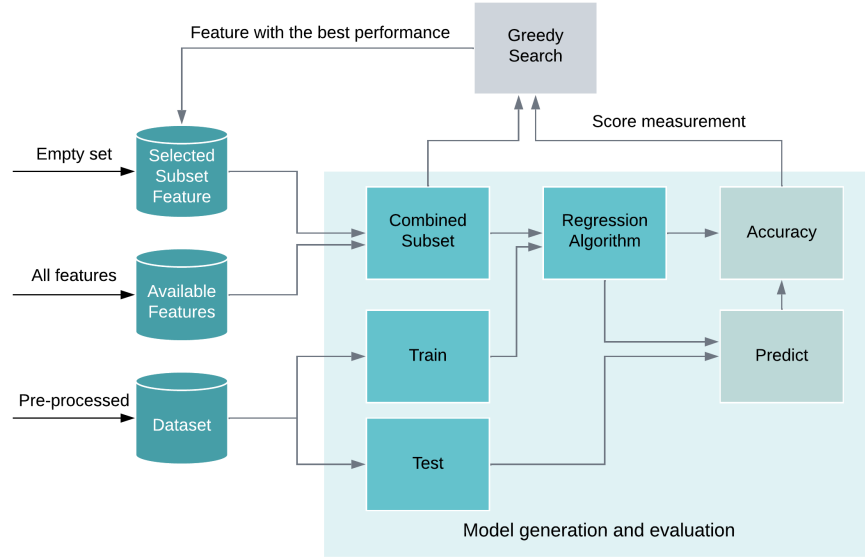 Feature with the best performance
Greedy
Search
Score measurement
Empty set
Selected
Subset
Feature
Combined
Subset
Regression
Algorithm
Accuracy
All features
Available
Features
Train
Predict
Pre-processed
Dataset
Test
Model generation and evaluation